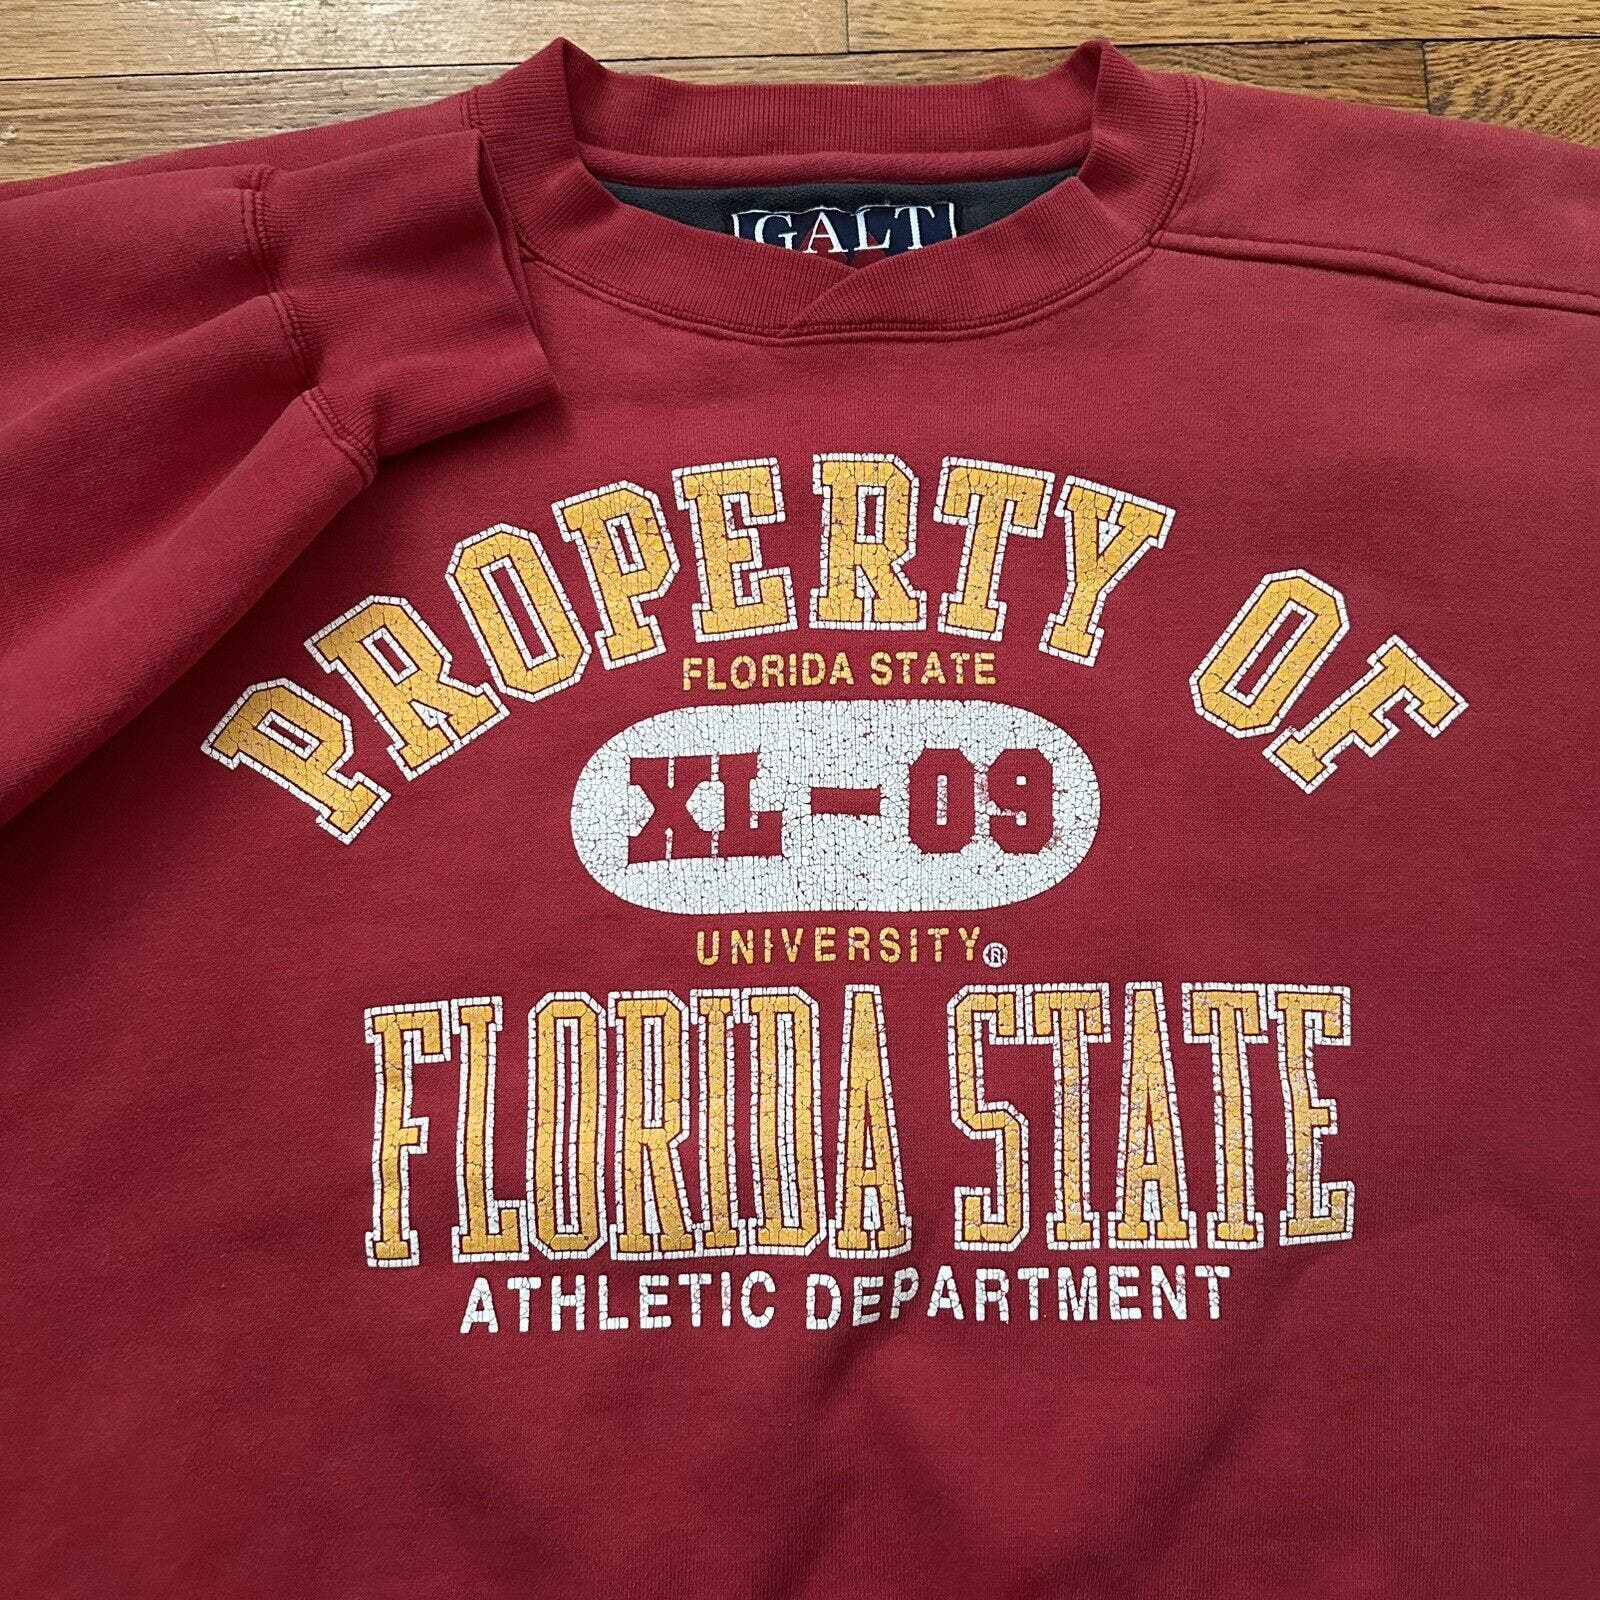 GALT
PROPERTY OF
FLORIDA STATE
XL-09
UNIVERSITY®
FLORIDA STATE
ATHLETIC DEPARTMENT